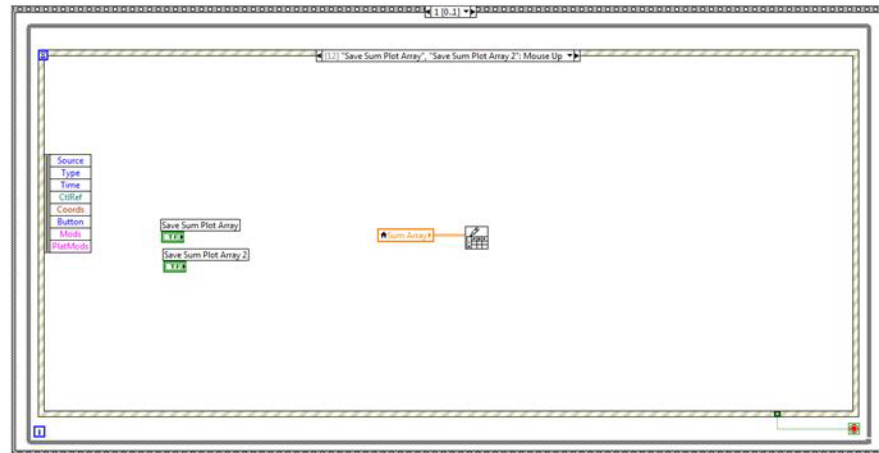 1 [0..1]
[12] "Save Sum Plot Array", "Save Sum Plot Array 2": Mouse Up
Source
Type
Time
CtlRef
Coords
Button
Mods
PlatMods
Save Sum Plot Array
TF
Save Sum Plot Array 2
TF
Sum Array
i